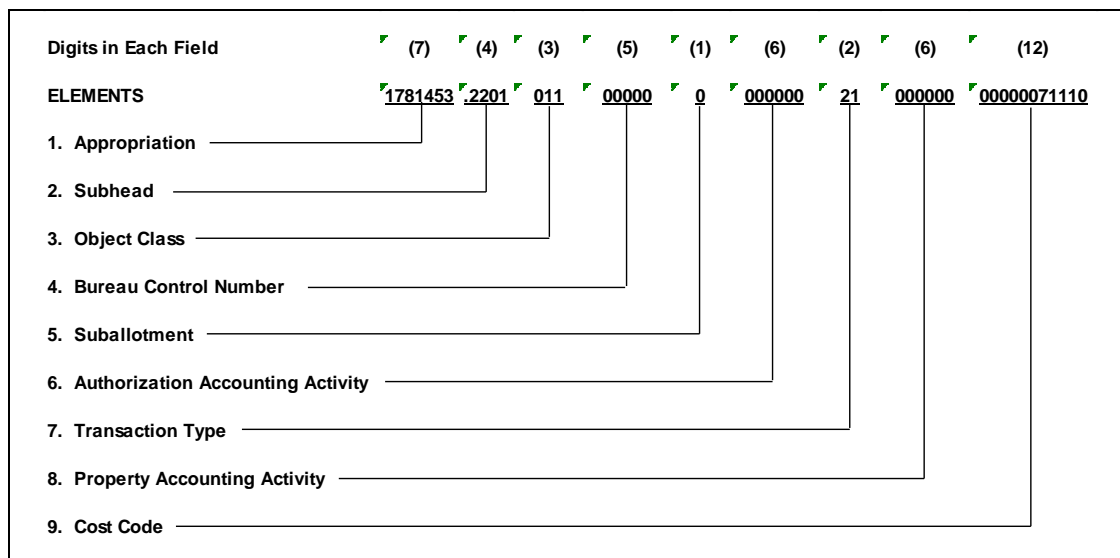 Digits in Each Field (7) (4) (3) (5) (1) (6) (2) (6) (12)
ELEMENTS 1781453 .2201 011 00000 0 000000 21 000000 00000071110
1. Appropriation
2. Subhead
3. Object Class
4. Bureau Control Number
5. Suballotment
6. Authorization Accounting Activity
7. Transaction Type
8. Property Accounting Activity
9. Cost Code